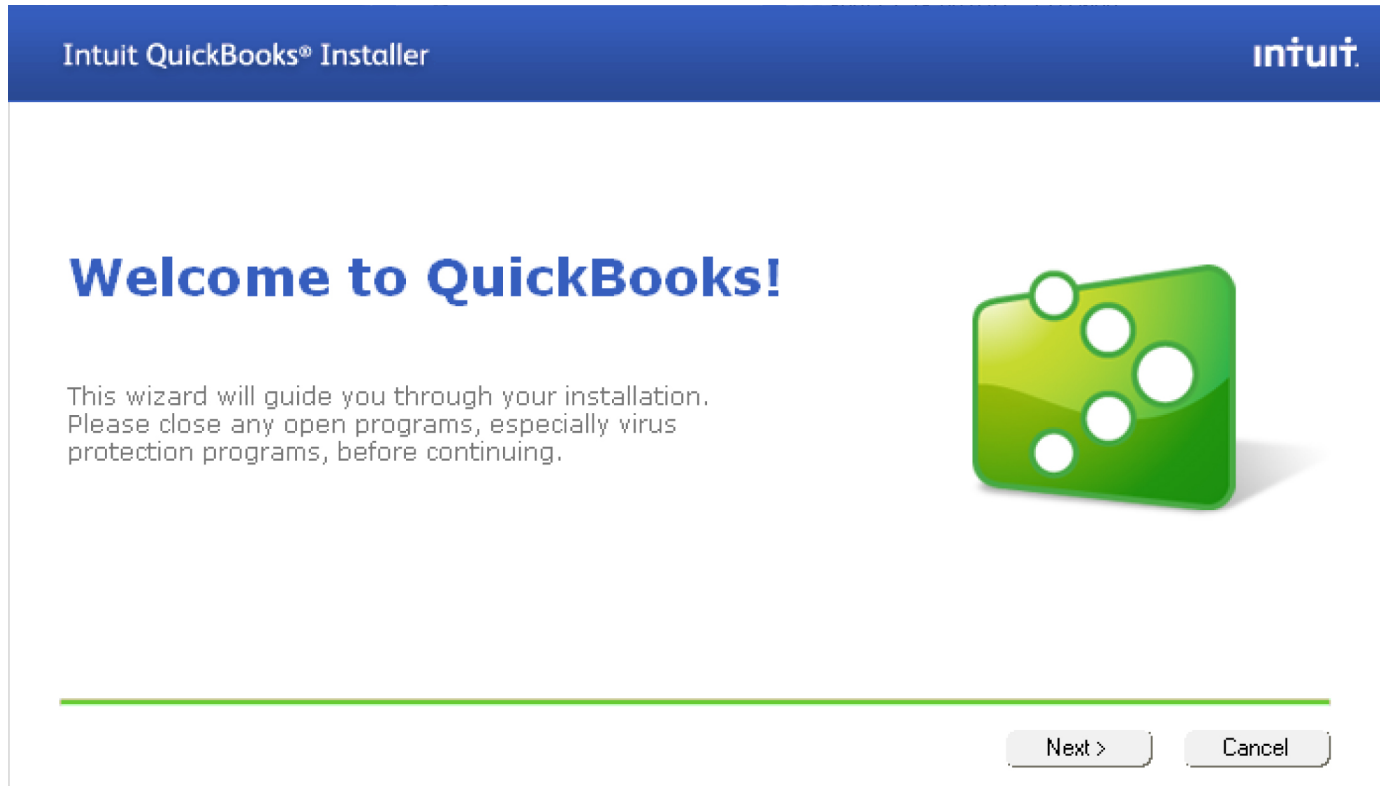 Intuit QuickBooks® Installer
intuit.
Welcome to QuickBooks!
This wizard will guide you through your installation.
Please close any open programs, especially virus
protection programs, before continuing.
Next >
Cancel